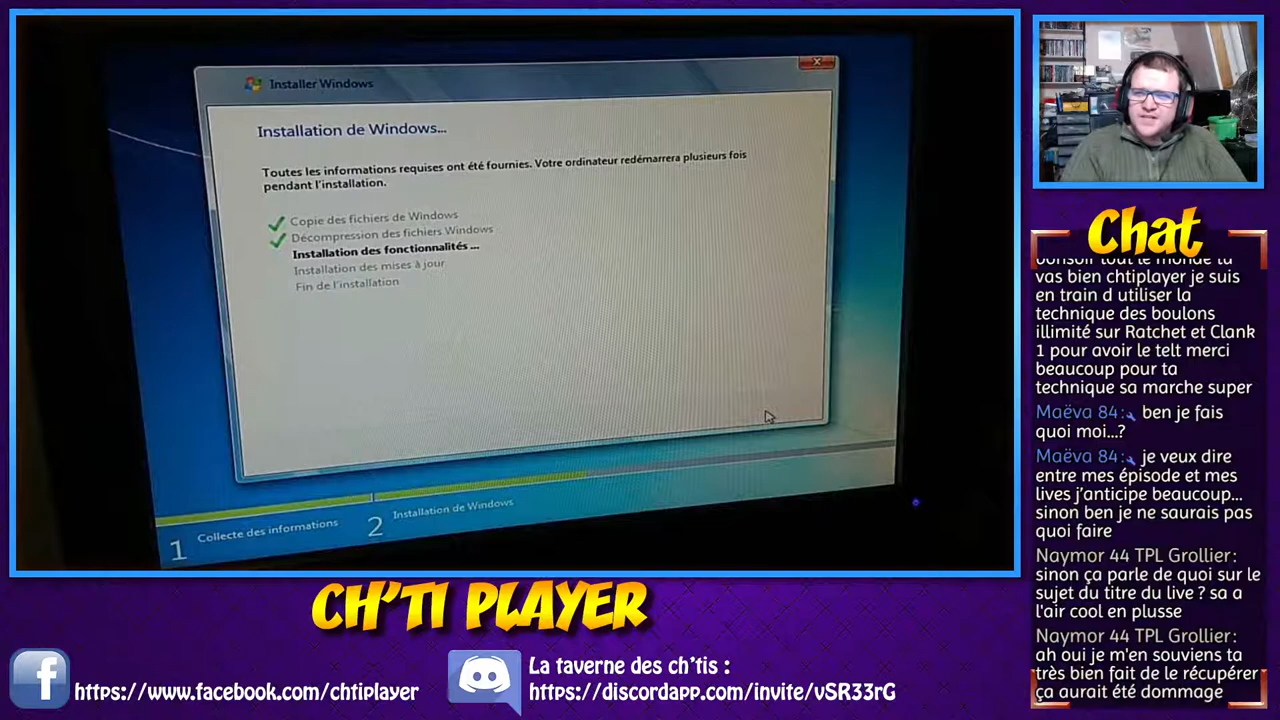 Installer Windows
Installation de Windows...
Toutes les informations requises ont été fournies. Votre ordinateur redémarrera plusieurs fois
pendant l'installation.
Copie des fichiers de Windows
Décompression des fichiers Windows
Installation des fonctionnalités ...
Installation des mises à jour
Fin de l'installation
1 Collecte des informations
2 Installation de Windows
CH'TI PLAYER
https://www.facebook.com/chtiplayer
La taverne des ch'tis :
https://discordapp.com/invite/vSR33rG
Chat
bonsoir tout le monde tu
vas bien chtiplayer je suis
en train d utiliser la
technique des boulons
illimité sur Ratchet et Clank
1 pour avoir le telt merci
beaucoup pour ta
technique sa marche super
Maëva 84: ben je fais
quoi moi...?
Maëva 84: je veux dire
entre mes épisode et mes
lives j'anticipe beaucoup...
sinon ben je ne saurais pas
quoi faire
Naymor 44 TPL Grollier:
sinon ça parle de quoi sur le
sujet du titre du live ? sa a
l'air cool en plusse
Naymor 44 TPL Grollier:
ah oui je m'en souviens ta
très bien fait de le récupérer
ça aurait été dommage